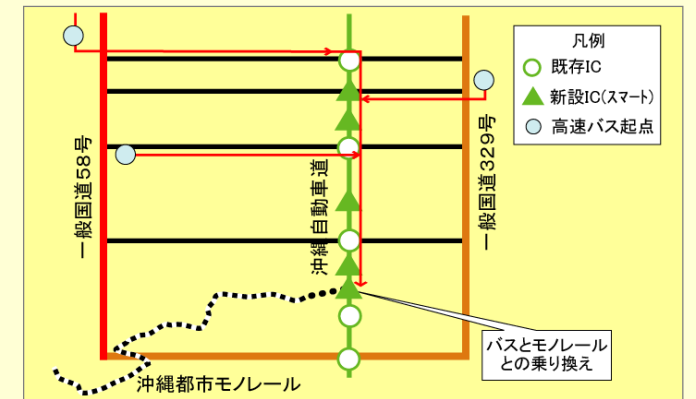 凡例
既存IC
新設IC(スマート)
高速バス起点
一般国道58号
沖縄自動車道
一般国道329号
バスとモノレール
との乗り換え
沖縄都市モノレール